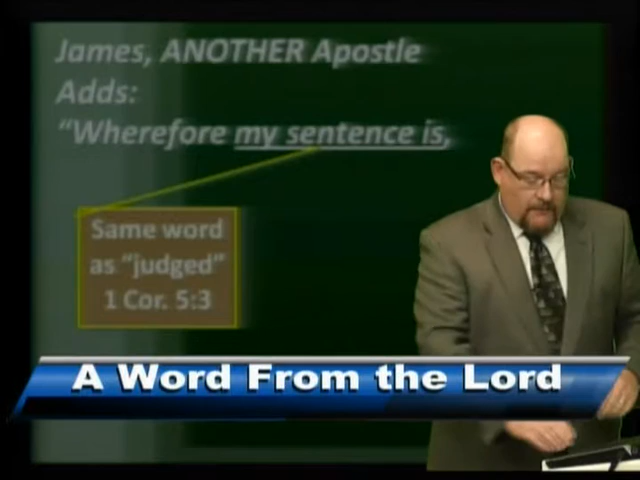 James, ANOTHER Apostle
Adds:
“Wherefore my sentence is,
Same word
as “judged”
1 Cor. 5:3
A Word From the Lord